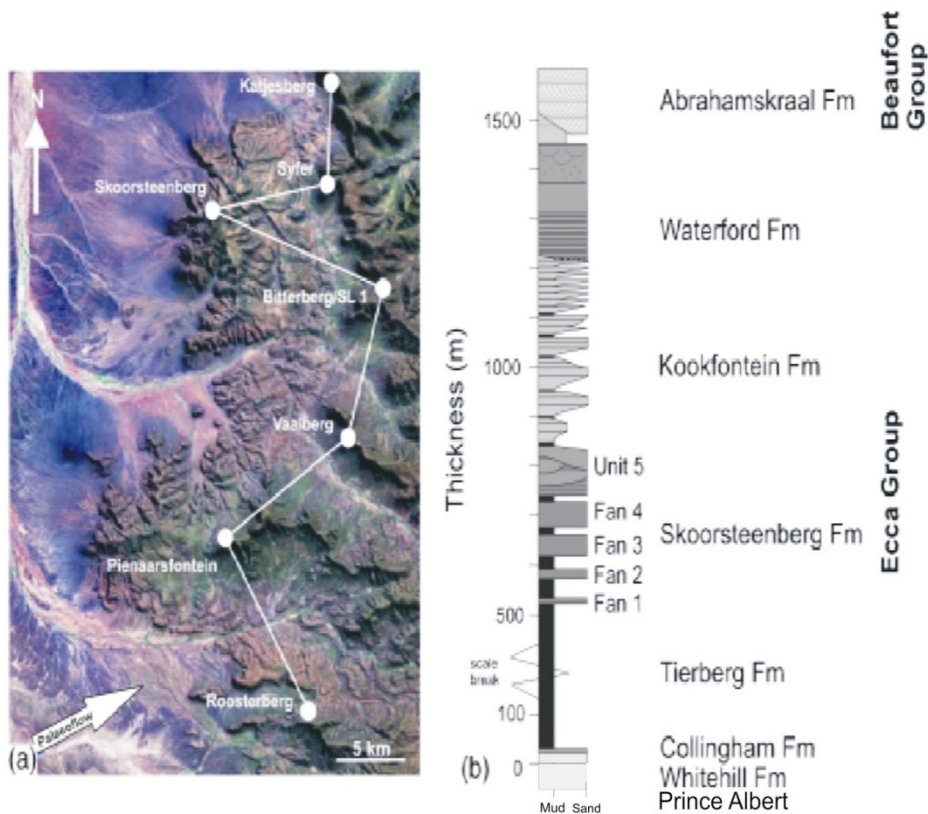 N
Katjesberg
Syfer
Skoorsteenberg
Bitterberg/SL 1
Vaalberg
Pienaarsfontein
Roosterberg
Palaeoflow
5 km
(a)
Beaufort
Group
Abrahamskraal Fm
1500
Waterford Fm
Thickness (m)
1000
Kookfontein Fm
Ecca Group
Unit 5
Fan 4
Skoorsteenberg Fm
Fan 3
Fan 2
Fan 1
500
scale
break
Tierberg Fm
100
Collingham Fm
(b)
0
Whitehill Fm
Prince Albert
Mud
Sand